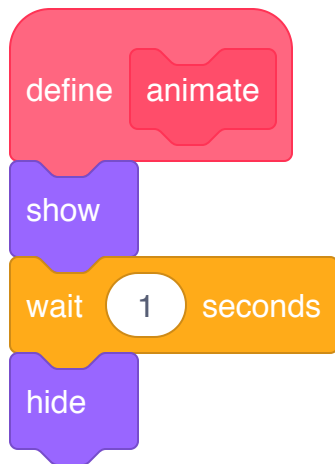 define animate
show
wait 1 seconds
hide